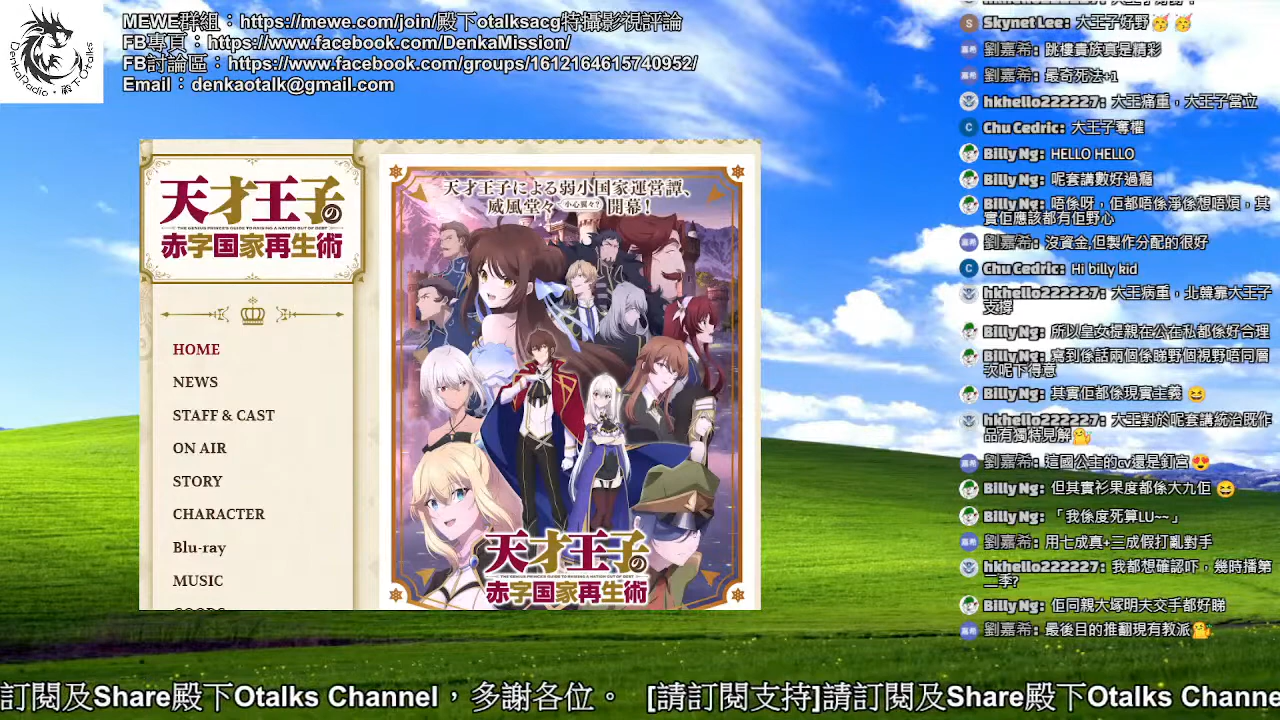 MEWE群組：https://mewe.com/join/殿下otalksacg特攝影視評論
FB專頁：https://www.facebook.com/DenkaMission/
FB討論區：https://www.facebook.com/groups/1612164615740952/
Email：denkaotalk@gmail.com
天才王子の
THE GENIUS PRINCE'S GUIDE TO RAISING A NATION OUT OF DEBT
赤字国家再生術
HOME
NEWS
STAFF & CAST
ON AIR
STORY
CHARACTER
Blu-ray
MUSIC
GOODS
天才王子による弱小国家運営譚、
威風堂々<小心翼々?>開幕!
天才王子の
THE GENIUS PRINCE'S GUIDE TO RAISING A NATION OUT OF DEBT
赤字国家再生術
Skynet Lee: 大王子好野🥳🥳
劉嘉希: 跳樓貴族真是精彩
劉嘉希: 最奇死法+1
hkhello222227: 大王痛重，大王子當立
Chu Cedric: 大王子奪權
Billy Ng: HELLO HELLO
Billy Ng: 呢套講數好過癮
Billy Ng: 唔係呀，佢都唔係淨係想唔煩，其
實佢應該都有佢野心
劉嘉希: 沒資金,但製作分配的很好
Chu Cedric: Hi billy kid
hkhello222227: 大王病重，北韓靠大王子
支撐
Billy Ng: 所以皇女提親在公在私都係好合理
Billy Ng: 寫到係話兩個係睇野個視野唔同層
次呢下得意
Billy Ng: 其實佢都係現實主義 😆
hkhello222227: 大王對於呢套講統治既作
品有獨特見解🤗
劉嘉希: 這國公主的cv還是釘宮😍
Billy Ng: 但其實衫果度都係大九佢 😆
Billy Ng: 「我係度死算LU~~」
劉嘉希: 用七成真+三成假打亂對手
hkhello222227: 我都想確認吓，幾時播第
二季?
Billy Ng: 佢同親大塚明夫交手都好睇
劉嘉希: 最後目的推翻現有教派🤗
訂閱及Share殿下Otalks Channel，多謝各位。 [請訂閱支持]請訂閱及Share殿下Otalks Channe